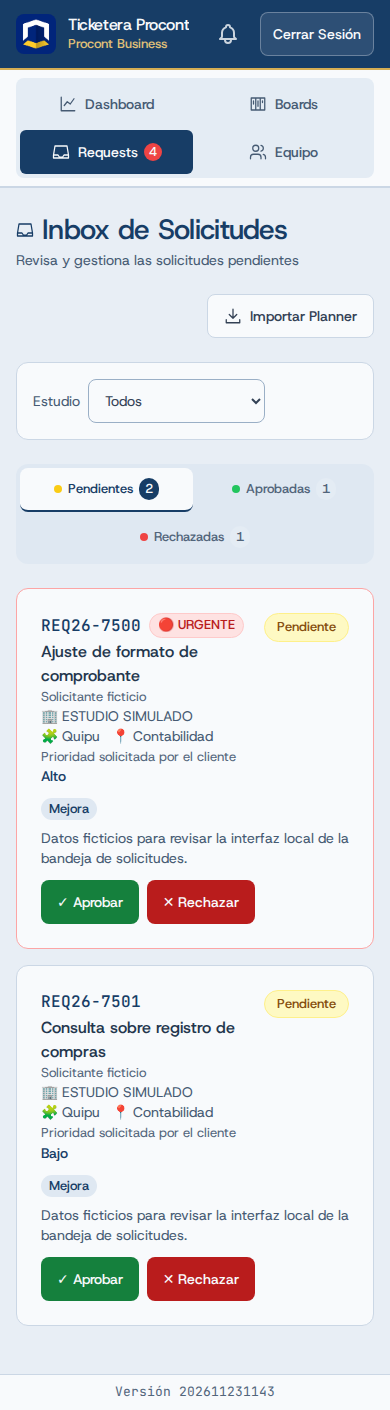 Ticketera Procont
Procont Business
Cerrar Sesión
Dashboard
Boards
Requests 4
Equipo
Inbox de Solicitudes
Revisa y gestiona las solicitudes pendientes
Importar Planner
Estudio Todos
Pendientes 2
Aprobadas 1
Rechazadas 1
REQ26-7500 🔴 URGENTE Pendiente
Ajuste de formato de
comprobante
Solicitante ficticio
🏢 ESTUDIO SIMULADO
🧩 Quipu 📍 Contabilidad
Prioridad solicitada por el cliente
Alto
Mejora
Datos ficticios para revisar la interfaz local de la
bandeja de solicitudes.
✓ Aprobar ✕ Rechazar
REQ26-7501 Pendiente
Consulta sobre registro de
compras
Solicitante ficticio
🏢 ESTUDIO SIMULADO
🧩 Quipu 📍 Contabilidad
Prioridad solicitada por el cliente
Bajo
Mejora
Datos ficticios para revisar la interfaz local de la
bandeja de solicitudes.
✓ Aprobar ✕ Rechazar
Versión 202611231143